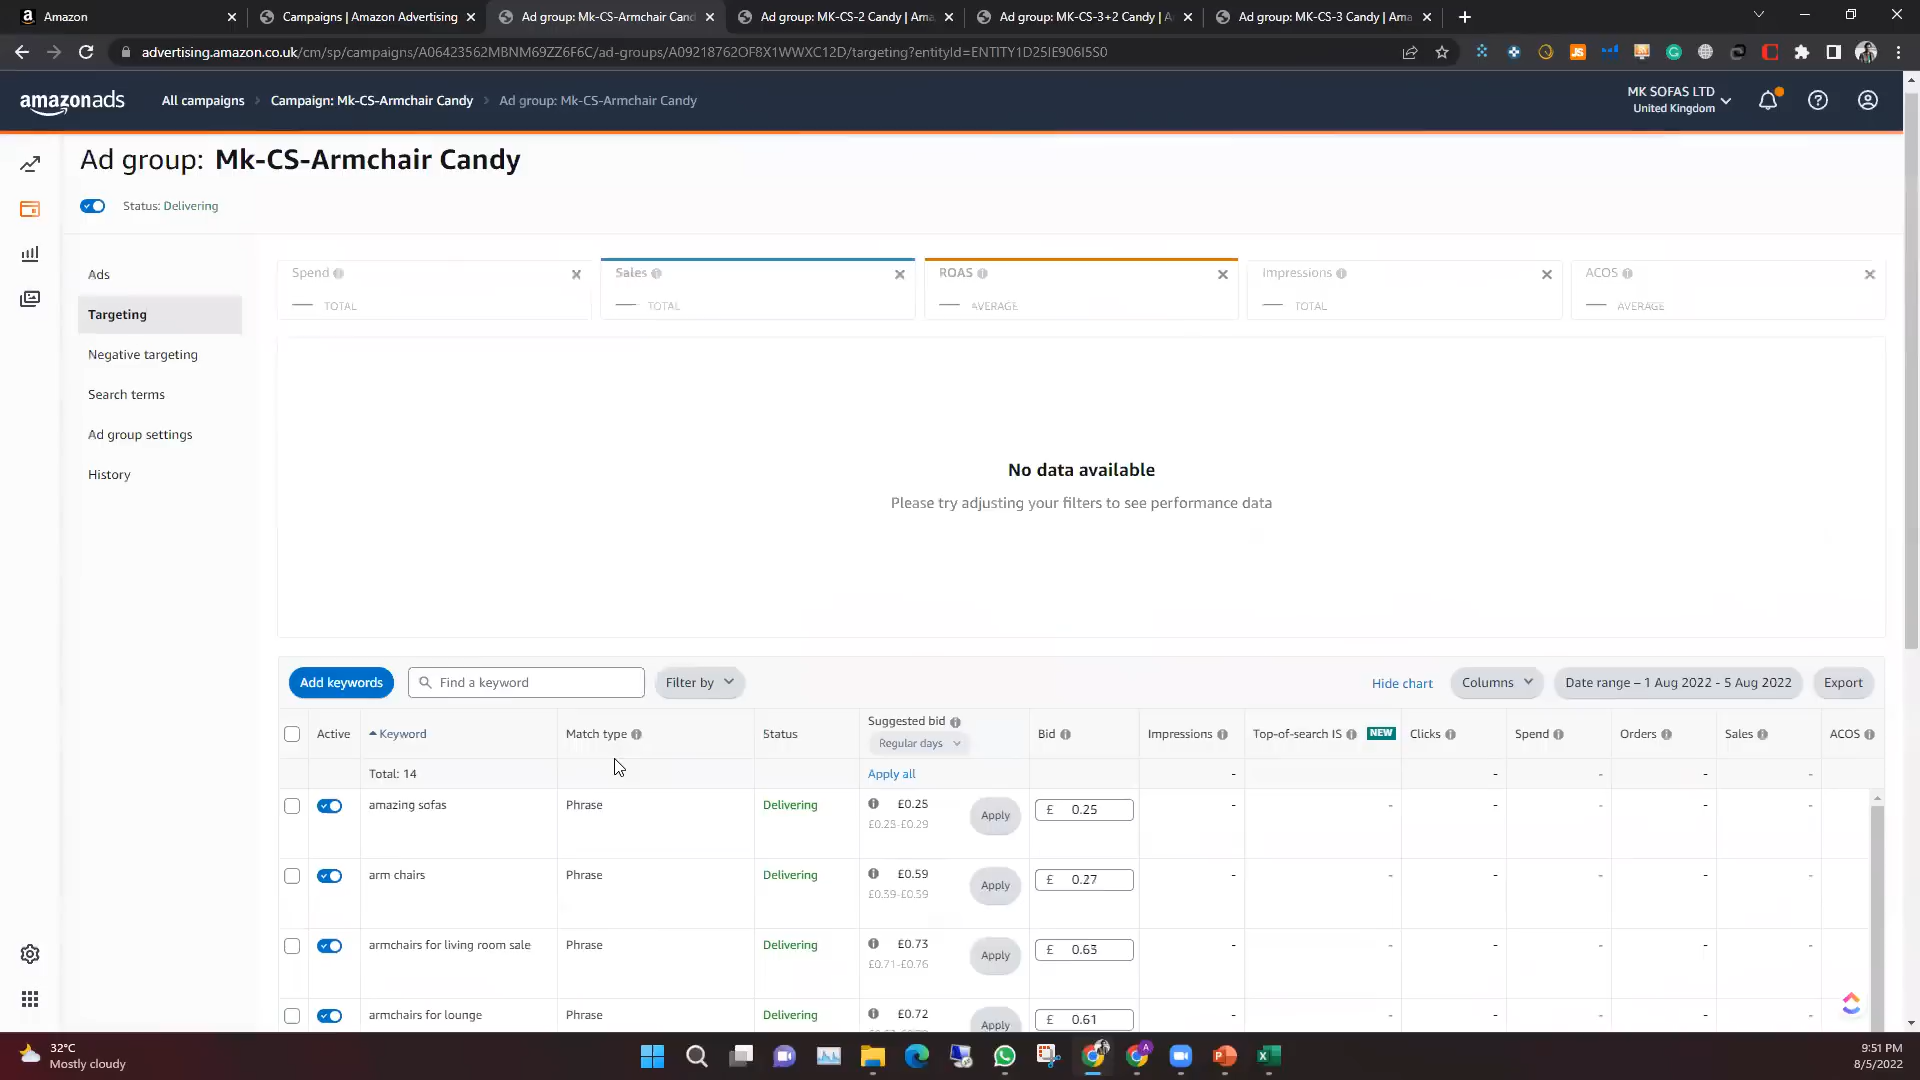 Amazon
Campaigns | Amazon Advertising
Ad group: Mk-CS-Armchair Cand
Ad group: MK-CS-2 Candy | Ama
Ad group: MK-CS-3+2 Candy | A
Ad group: MK-CS-3 Candy | Ama
advertising.amazon.co.uk/cm/sp/campaigns/A06423562MBNM69ZZ6F6C/ad-groups/A09218762OF8X1WWXC12D/targeting?entityId=ENTITY1D25IE906I5S0
amazonads
All campaigns
Campaign: Mk-CS-Armchair Candy
Ad group: Mk-CS-Armchair Candy
MK SOFAS LTD
United Kingdom
Ad group: Mk-CS-Armchair Candy
Status: Delivering
Ads
Targeting
Negative targeting
Search terms
Ad group settings
History
Spend
— TOTAL
Sales
— TOTAL
ROAS
— AVERAGE
Impressions
— TOTAL
ACOS
— AVERAGE
No data available
Please try adjusting your filters to see performance data
Add keywords
Find a keyword
Filter by
Hide chart
Columns
Date range – 1 Aug 2022 - 5 Aug 2022
Export
Active
Keyword
Match type
Status
Suggested bid
Regular days
Bid
Impressions
Top-of-search IS NEW
Clicks
Spend
Orders
Sales
ACOS
Total: 14
Apply all
- - - - -
amazing sofas Phrase Delivering £0.25 Apply £ 0.25 - - - - - -
£0.25-£0.29
arm chairs Phrase Delivering £0.59 Apply £ 0.27 - - - - - -
£0.59-£0.59
armchairs for living room sale Phrase Delivering £0.73 Apply £ 0.63 - - - - - -
£0.71-£0.76
armchairs for lounge Phrase Delivering £0.72 Apply £ 0.61 - - - - - -
32°C
Mostly cloudy
9:51 PM
8/5/2022